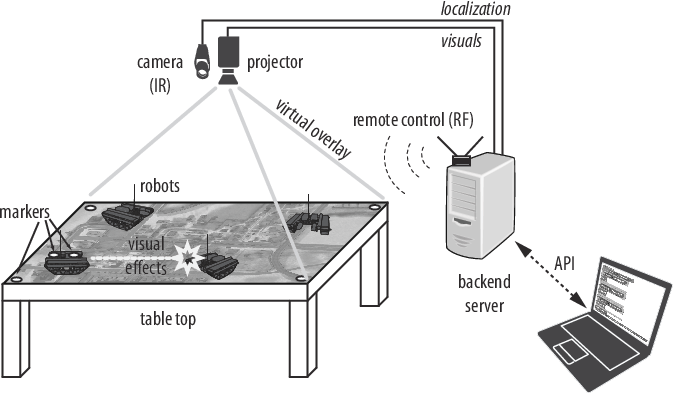 localization
visuals
camera
(IR)
projector
virtual overlay
remote control (RF)
robots
markers
visual
effects
table top
backend
server
API